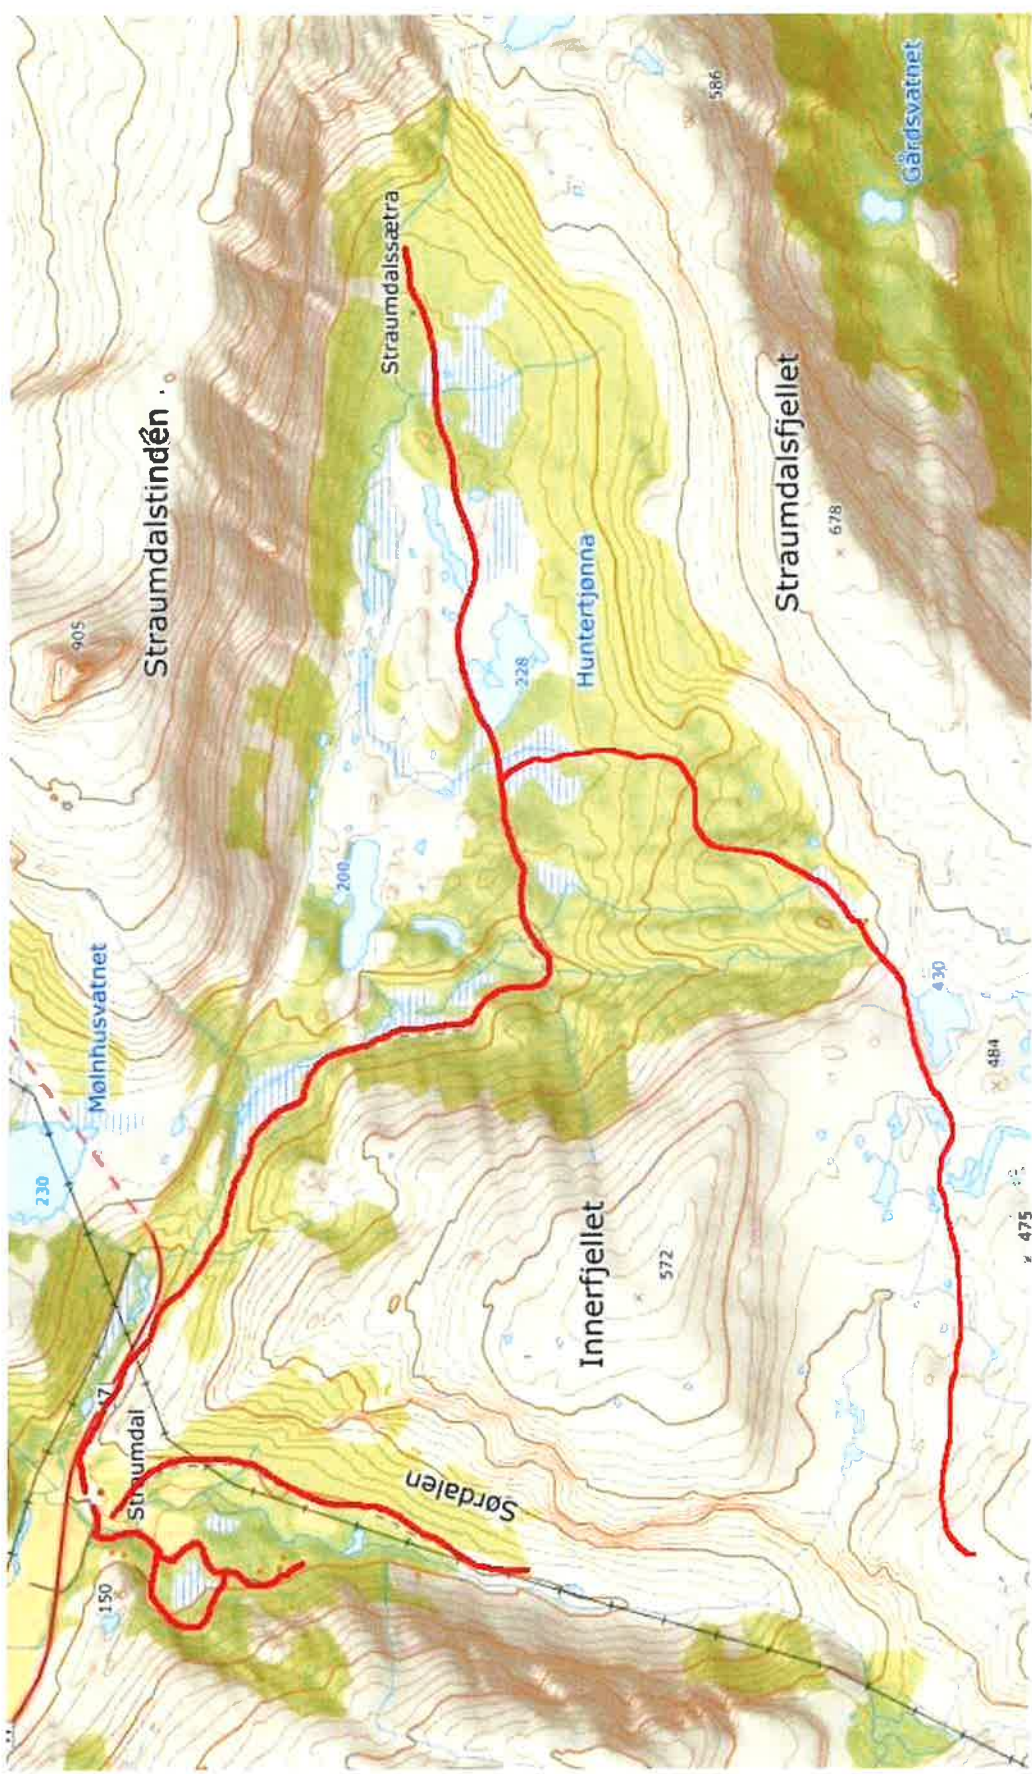 230
905
Mølnhusvatnet
150
Straumdal
Straumdalstinden
200
Straumdalssætra
Sørdalen
228
Huntertjønna
Innerfjellet
572
586
Straumdalsfjellet
678
Gårdsvatnet
430
484
475